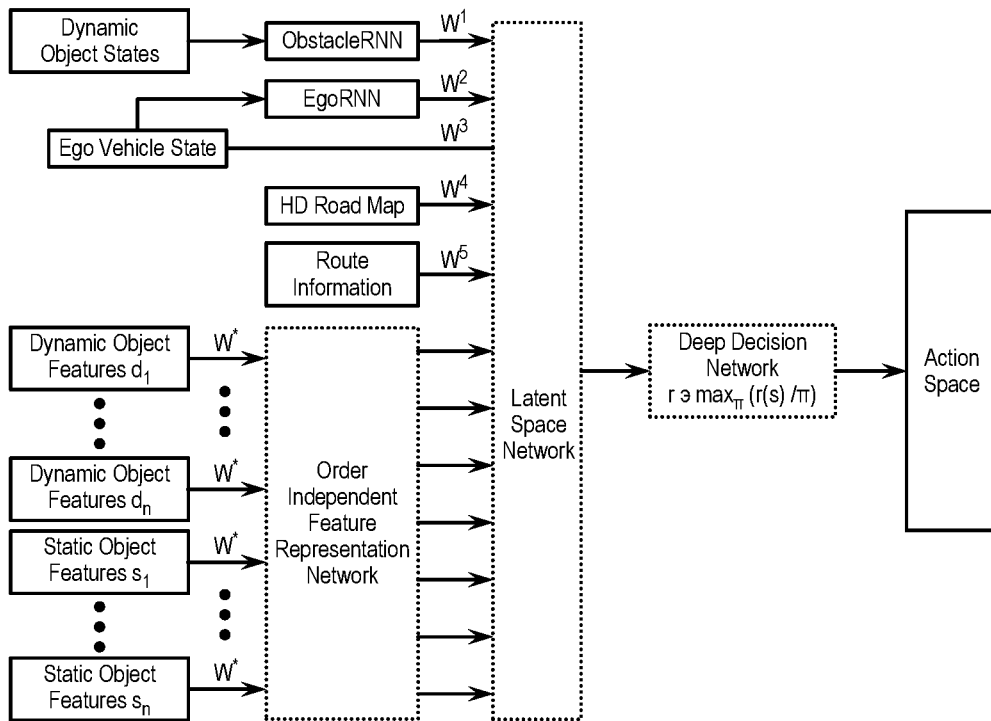 Dynamic
Object States
ObstacleRNN
W¹
EgoRNN
W²
Ego Vehicle State
W³
HD Road Map
W⁴
Route
Information
W⁵
Dynamic Object
Features d₁
W*
Dynamic Object
Features dₙ
W*
Static Object
Features s₁
W*
Static Object
Features sₙ
W*
Order
Independent
Feature
Representation
Network
Latent
Space
Network
Deep Decision
Network
r э max_π (r(s) /π)
Action
Space